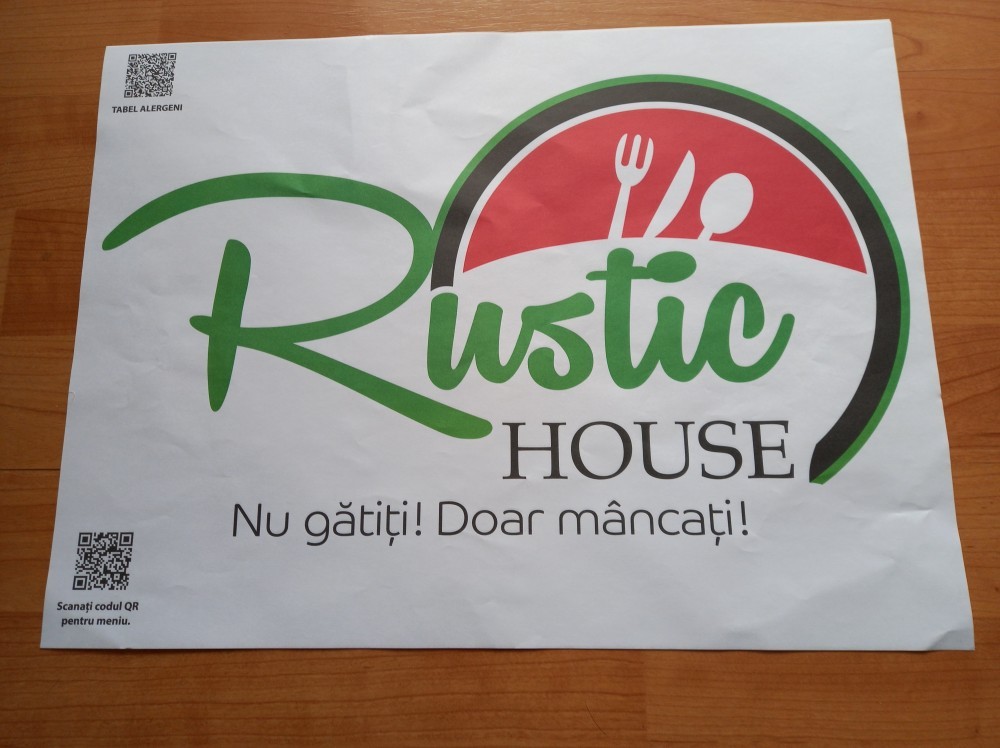 TABEL ALERGENI
Rustic
HOUSE
Nu gătiți! Doar mâncați!
Scanați codul QR
pentru meniu.